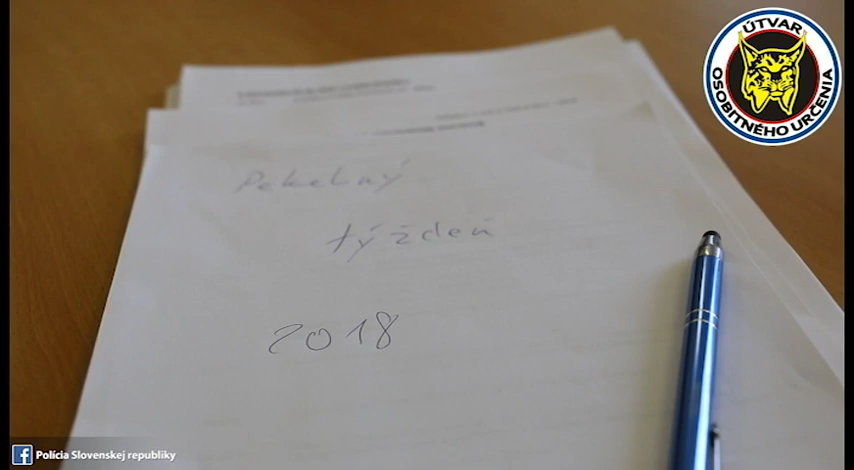 ÚTVAR
OSOBITNÉHO URČENIA
Pekelný
týždeň
2018
Polícia Slovenskej republiky